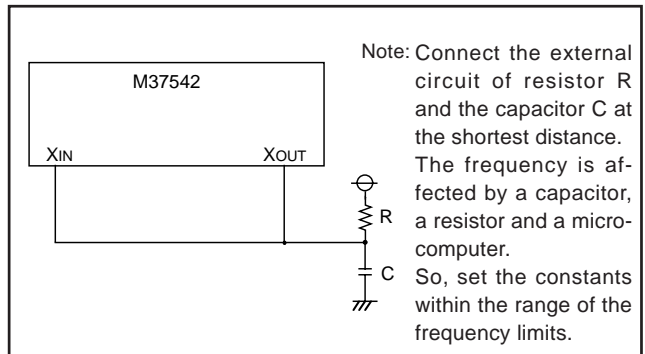 M37542
XIN
XOUT
R
C
Note: Connect the external
circuit of resistor R
and the capacitor C at
the shortest distance.
The frequency is af-
fected by a capacitor,
a resistor and a micro-
computer.
So, set the constants
within the range of the
frequency limits.